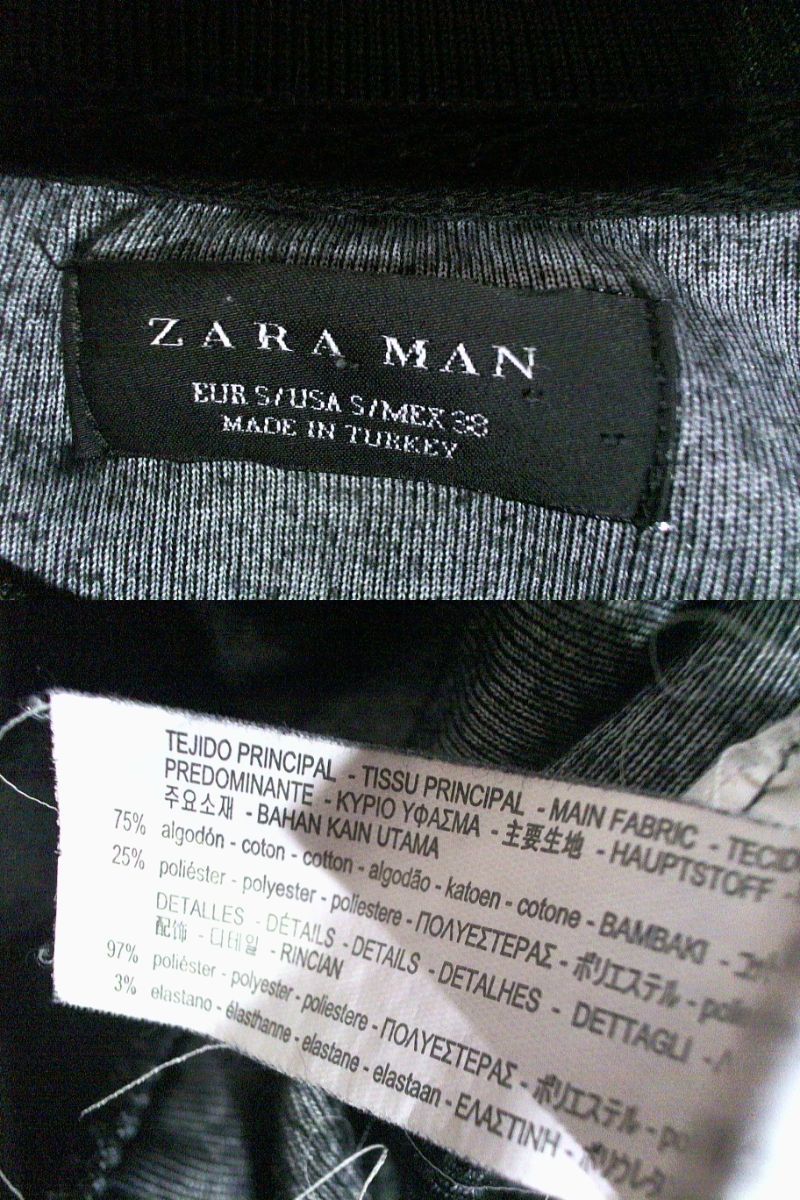 ZARA MAN
EUR S/USA S/MEX 38
MADE IN TURKEY
TEJIDO PRINCIPAL - TISSU PRINCIPAL - MAIN FABRIC - TECIDO
PREDOMINANTE - ΚΥΡΙΟ ΥΦΑΣΜΑ - 主要生地 - HAUPTSTOFF -
주요소재 - BAHAN KAIN UTAMA
75% algodón - coton - cotton - algodão - katoen - cotone - ΒΑΜΒΑΚΙ -
25% poliéster - polyester - poliestere - ΠΟΛΥΕΣΤΕΡΑΣ - ポリエステル -
DETALLES - DÉTAILS - DETAILS - DETALHES - DETTAGLI -
配飾 - 디테일 - RINCIAN
97% poliéster - polyester - poliestere - ΠΟΛΥΕΣΤΕΡΑΣ - ポリエステル -
3% elastano - élasthanne - elastane - elastaan - ΕΛΑΣΤΙΝΗ -